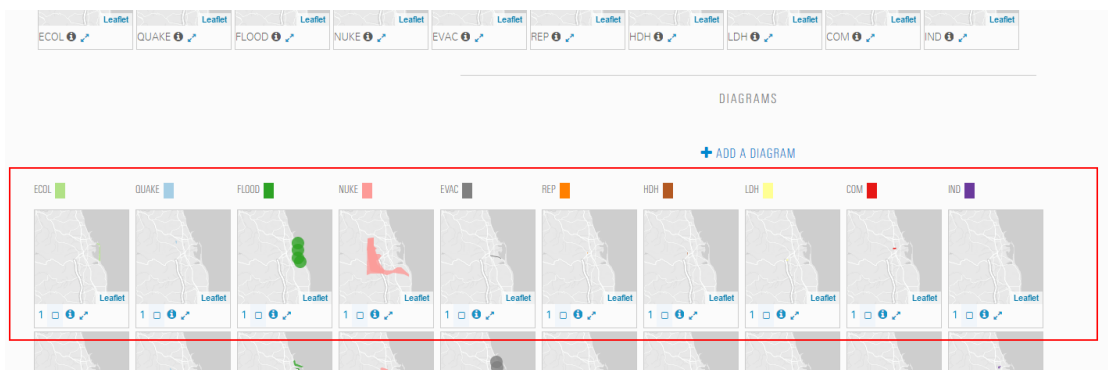 Leaflet Leaflet Leaflet Leaflet Leaflet Leaflet Leaflet Leaflet Leaflet Leaflet
ECOL QUAKE FLOOD NUKE EVAC REP HDH LDH COM IND
DIAGRAMS
ADD A DIAGRAM
ECOL QUAKE FLOOD NUKE EVAC REP HDH LDH COM IND
Leaflet Leaflet Leaflet Leaflet Leaflet Leaflet Leaflet Leaflet Leaflet Leaflet
1 1 1 1 1 1 1 1 1 1